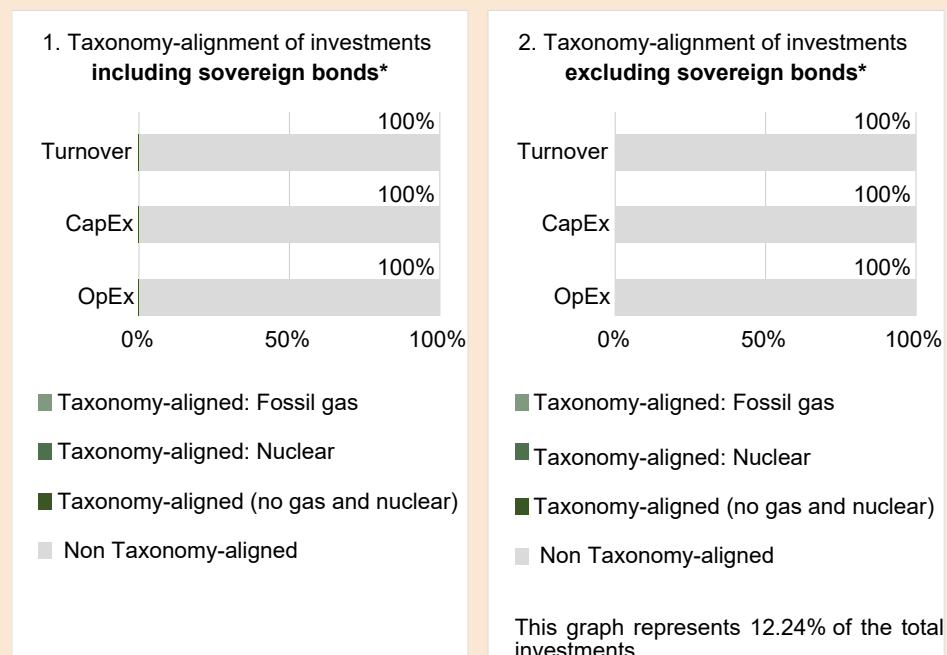 1. Taxonomy-alignment of investments
including sovereign bonds*
100%
Turnover
100%
CapEx
100%
OpEx
0% 50% 100%
Taxonomy-aligned: Fossil gas
Taxonomy-aligned: Nuclear
Taxonomy-aligned (no gas and nuclear)
Non Taxonomy-aligned
2. Taxonomy-alignment of investments
excluding sovereign bonds*
100%
Turnover
100%
CapEx
100%
OpEx
0% 50% 100%
Taxonomy-aligned: Fossil gas
Taxonomy-aligned: Nuclear
Taxonomy-aligned (no gas and nuclear)
Non Taxonomy-aligned
This graph represents 12.24% of the total
investments